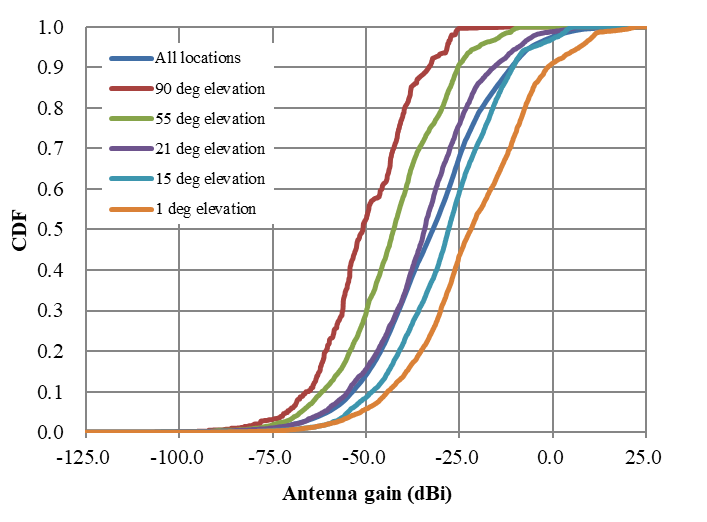 1.0
0.9
0.8
0.7
0.6
0.5
0.4
0.3
0.2
0.1
0.0
CDF
All locations
90 deg elevation
55 deg elevation
21 deg elevation
15 deg elevation
1 deg elevation
-125.0 -100.0 -75.0 -50.0 -25.0 0.0 25.0
Antenna gain (dBi)